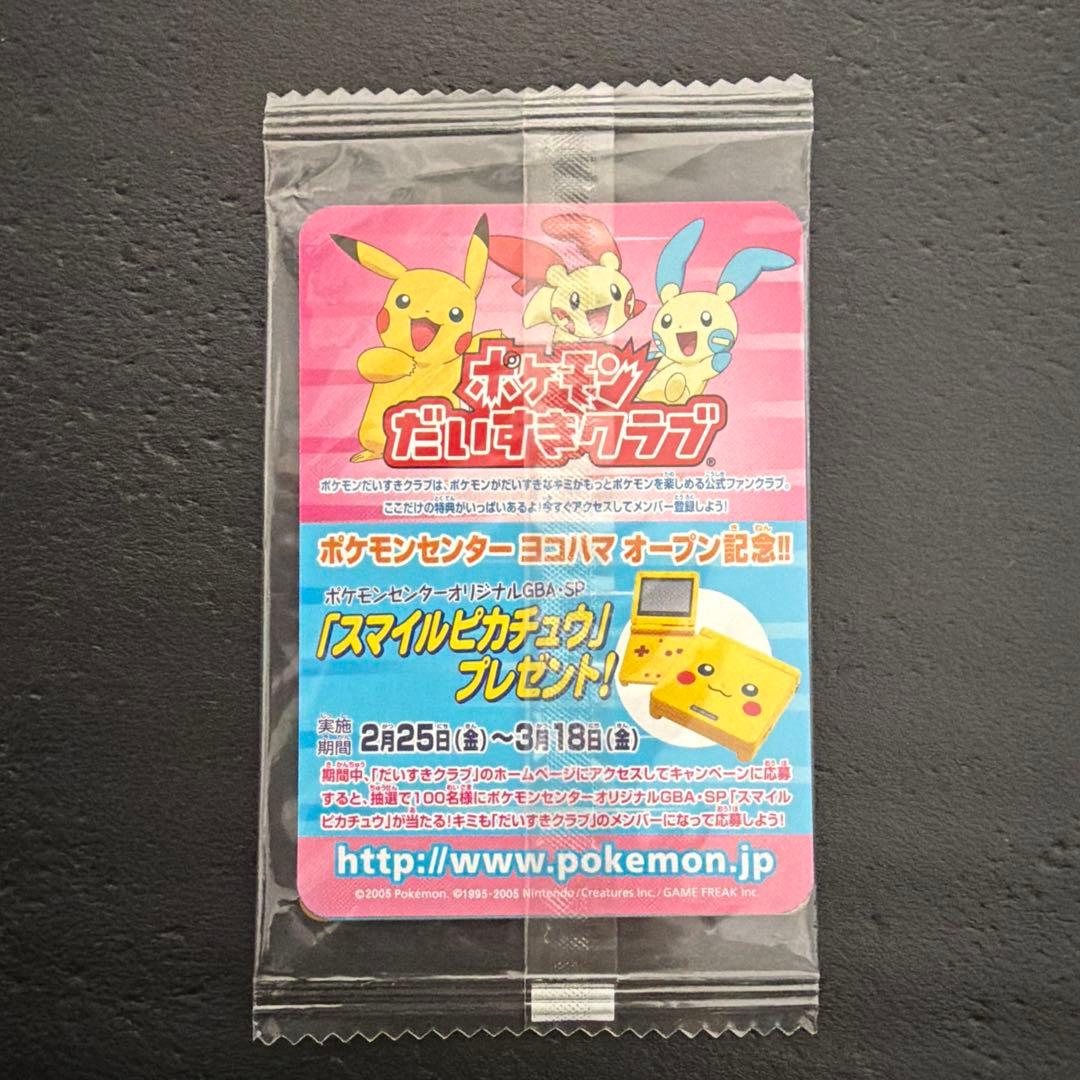 ポケモン
だいすきクラブ®
ポケモンだいすきクラブは、ポケモンがだいすきなキミがもっとポケモンを楽しめる公式ファンクラブ。
ここだけの特典がいっぱいあるよ!今すぐアクセスしてメンバー登録しよう!
ポケモンセンター ヨコハマ オープン記念!!
ポケモンセンターオリジナルGBA・SP
「スマイルピカチュウ」
プレゼント!
実施期間 2月25日(金)〜3月18日(金)
期間中、「だいすきクラブ」のホームページにアクセスしてキャンペーンに応募
すると、抽選で100名様にポケモンセンターオリジナルGBA・SP「スマイル
ピカチュウ」が当たる!キミも「だいすきクラブ」のメンバーになって応募しよう!
http://www.pokemon.jp
©2005 Pokémon. ©1995-2005 Nintendo/Creatures Inc./GAME FREAK inc.